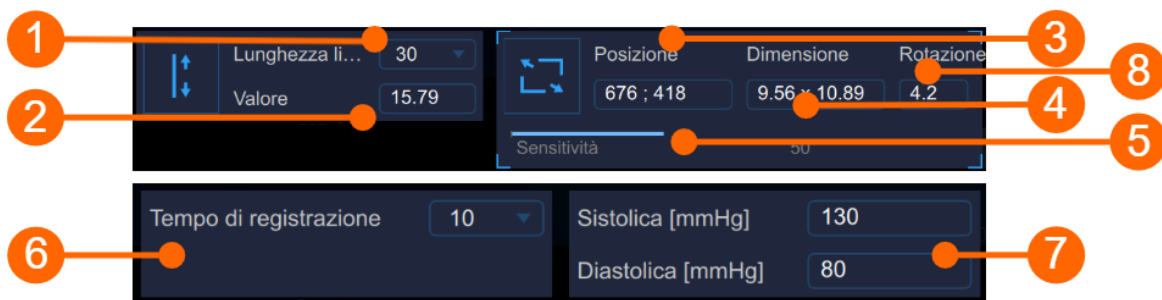 1
Lunghezza li...
30
Valore
15.79
2
Posizione
Dimensione
Rotazione
3
676 ; 418
9.56 x 10.89
4.2
8
4
Sensitività
50
5
Tempo di registrazione
10
6
Sistolica [mmHg]
130
Diastolica [mmHg]
80
7